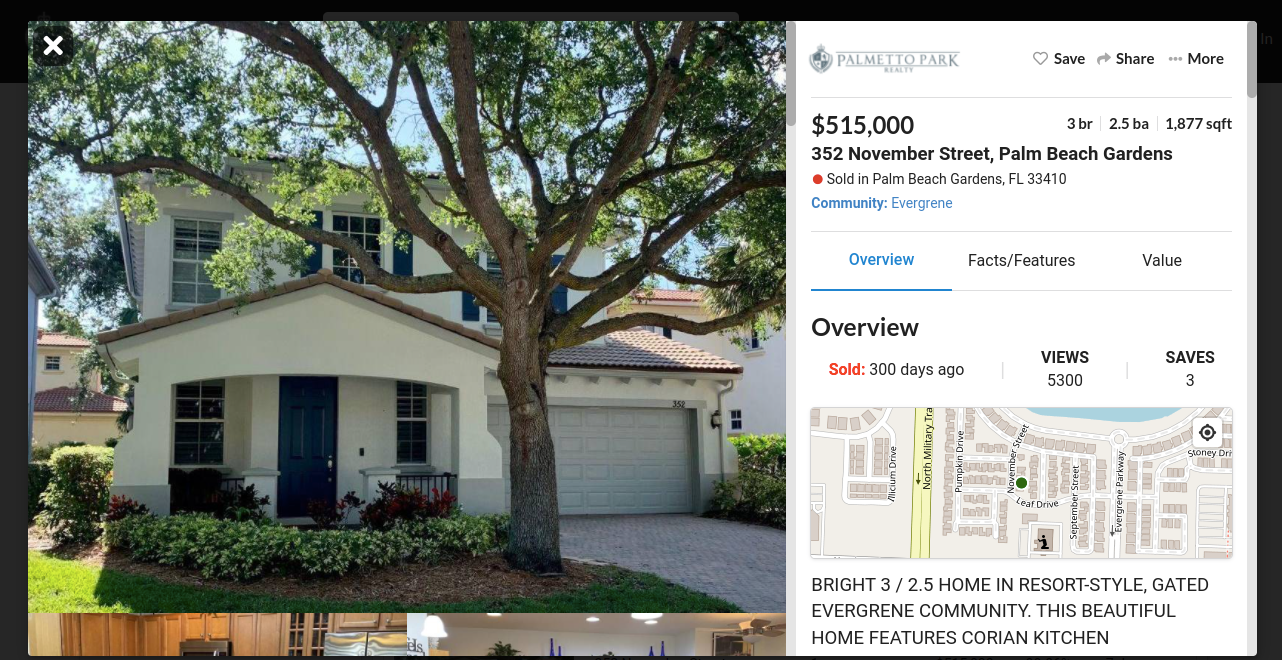 PALMETTO PARK
REALTY
Save
Share
More
$515,000
3 br
2.5 ba
1,877 sqft
352 November Street, Palm Beach Gardens
Sold in Palm Beach Gardens, FL 33410
Community: Evergrene
Overview
Facts/Features
Value
Overview
Sold: 300 days ago
VIEWS
5300
SAVES
3
352
Illicium Drive
North Military Tra
Pumpkin Drive
November Street
Leaf Drive
September Street
Evergrene Parkway
Stoney Dri
BRIGHT 3 / 2.5 HOME IN RESORT-STYLE, GATED
EVERGRENE COMMUNITY. THIS BEAUTIFUL
HOME FEATURES CORIAN KITCHEN
In